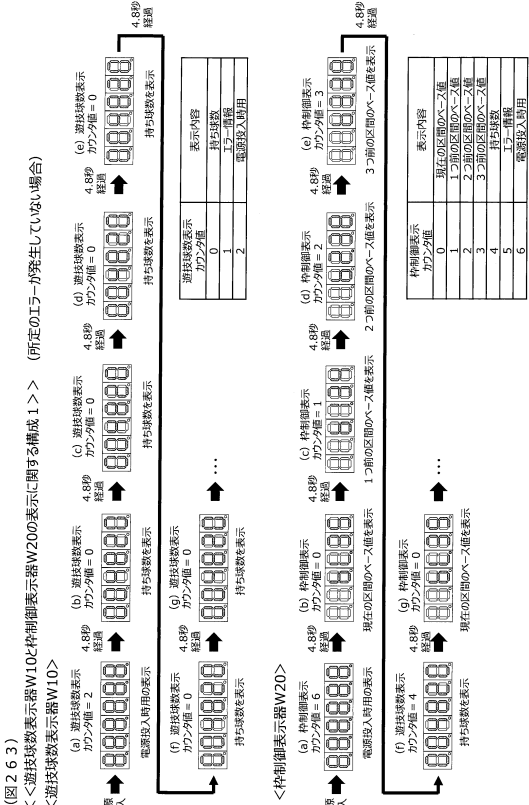 (図２６３)
＜＜遊技球数表示器Ｗ10と枠制御表示器Ｗ20の表示に関する構成１＞＞　（所定のエラーが発生していない場合）
＜遊技球数表示器Ｗ10＞
(a) 遊技球数表示
カウンタ値 = 2
電源投入時用の表示
4.8秒
経過
(b) 遊技球数表示
カウンタ値 = 0
持ち球数を表示
4.8秒
経過
(c) 遊技球数表示
カウンタ値 = 0
持ち球数を表示
4.8秒
経過
(d) 遊技球数表示
カウンタ値 = 0
持ち球数を表示
4.8秒
経過
(e) 遊技球数表示
カウンタ値 = 0
持ち球数を表示
4.8秒
経過
(f) 遊技球数表示
カウンタ値 = 0
持ち球数を表示
4.8秒
経過
(g) 遊技球数表示
カウンタ値 = 0
持ち球数を表示
…
遊技球数表示
カウンタ値
表示内容
0 持ち球数
1 エラー情報
2 電源投入時用
＜枠制御表示器Ｗ20＞
(a) 枠制御表示
カウンタ値 = 6
電源投入時用の表示
4.8秒
経過
(b) 枠制御表示
カウンタ値 = 0
現在の区間のベース値を表示
4.8秒
経過
(c) 枠制御表示
カウンタ値 = 1
１つ前の区間のベース値を表示
4.8秒
経過
(d) 枠制御表示
カウンタ値 = 2
２つ前の区間のベース値を表示
4.8秒
経過
(e) 枠制御表示
カウンタ値 = 3
３つ前の区間のベース値を表示
4.8秒
経過
(f) 遊技球数表示
カウンタ値 = 4
持ち球数を表示
4.8秒
経過
(g) 枠制御表示
カウンタ値 = 0
現在の区間のベース値を表示
…
枠制御表示
カウンタ値
表示内容
0 現在の区間のベース値
1 １つ前の区間のベース値
2 ２つ前の区間のベース値
3 ３つ前の区間のベース値
4 持ち球数
5 エラー情報
6 電源投入時用